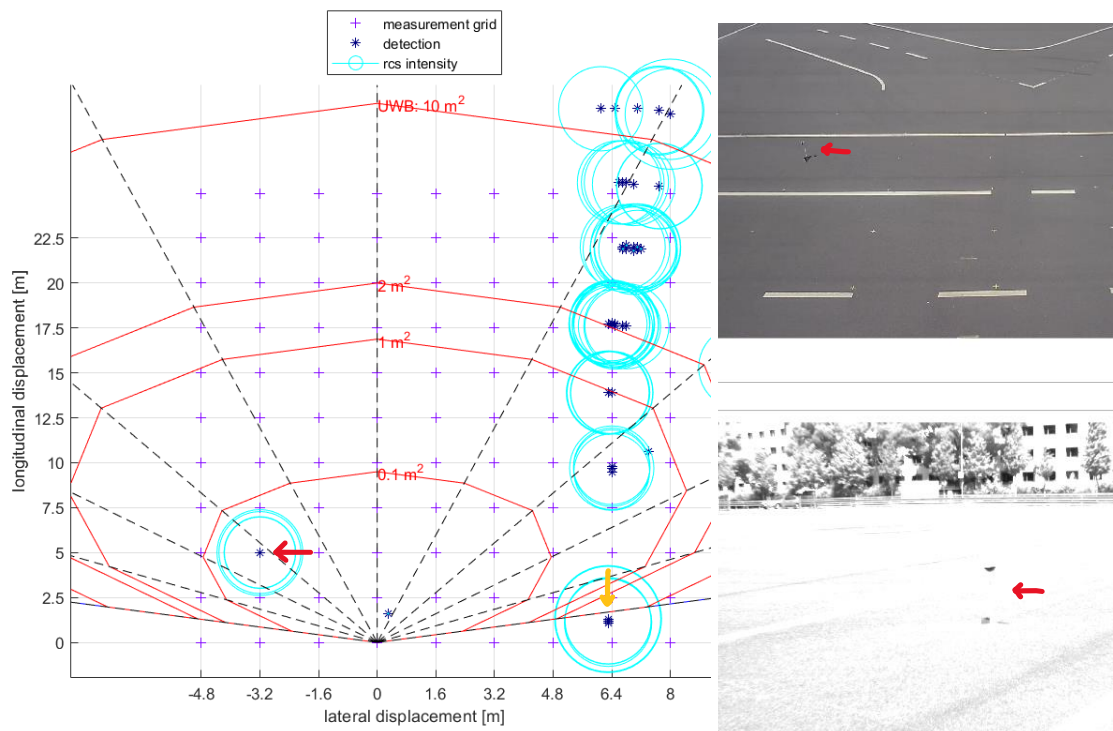 measurement grid
detection
rcs intensity
UWB: 10 m²
2 m²
1 m²
0.1 m²
longitudinal displacement [m]
22.5
20
17.5
15
12.5
10
7.5
5
2.5
0
-4.8
-3.2
-1.6
0
1.6
3.2
4.8
6.4
8
lateral displacement [m]